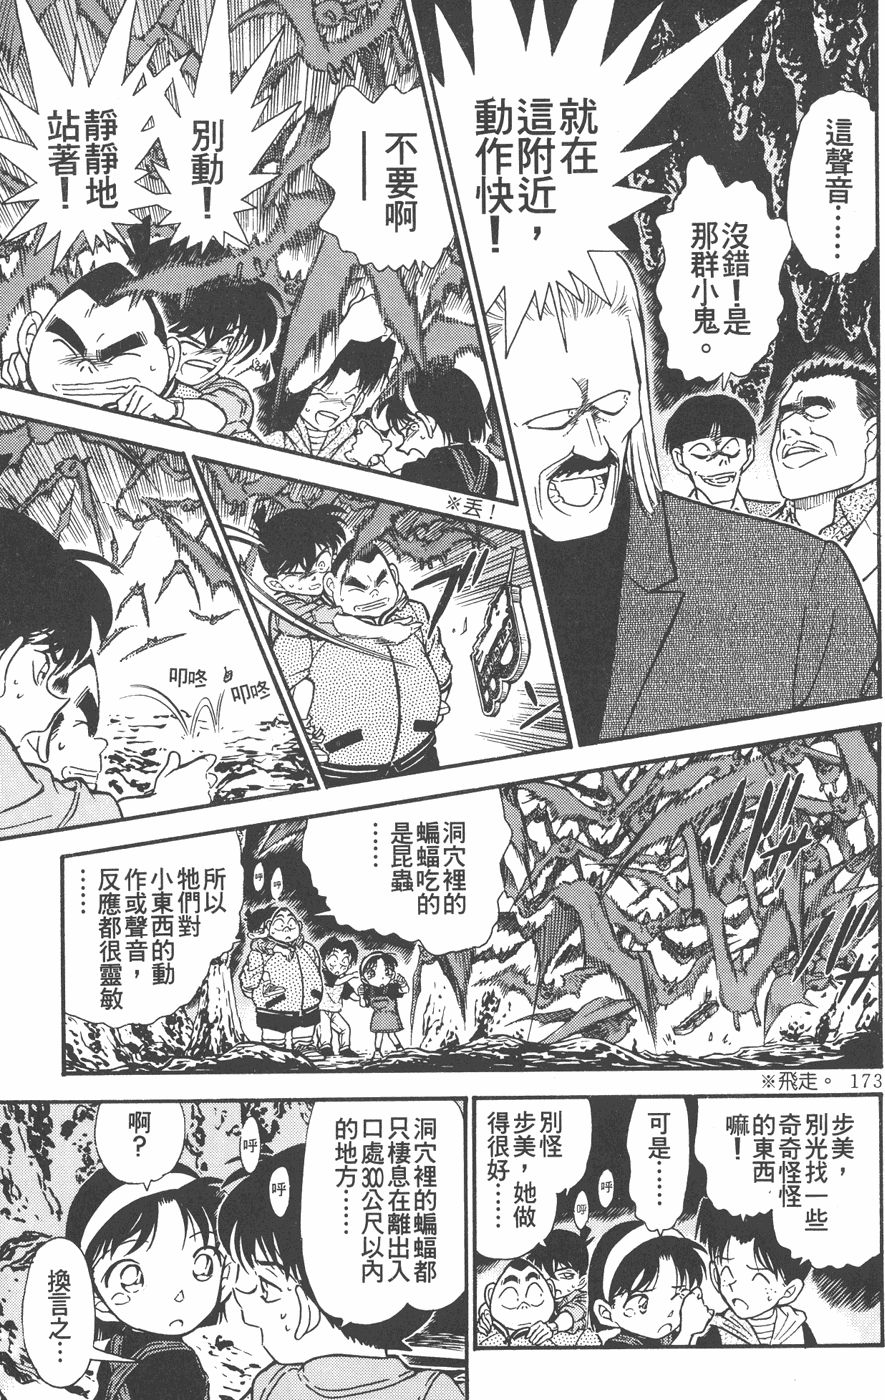 這聲音……
沒錯！是
那群小鬼。
就在
這附近，
動作快！
不要啊
——
別動！
靜靜地
站著！
※丟！
叩咚
叩咚
洞穴裡的
蝙蝠吃的
是昆蟲
……
所以
牠們對
小東西的動
作或聲音，
反應都很靈敏
……
呼
呼
※飛走。
173
步美，
別光找一些
奇奇怪怪
的東西
嘛！
可是……
別怪
步美，她做
得很好……
呼
呼
洞穴裡的蝙蝠都
只棲息在離出入
口處300公尺以內
的地方……
呼
呼
啊？
換言之…